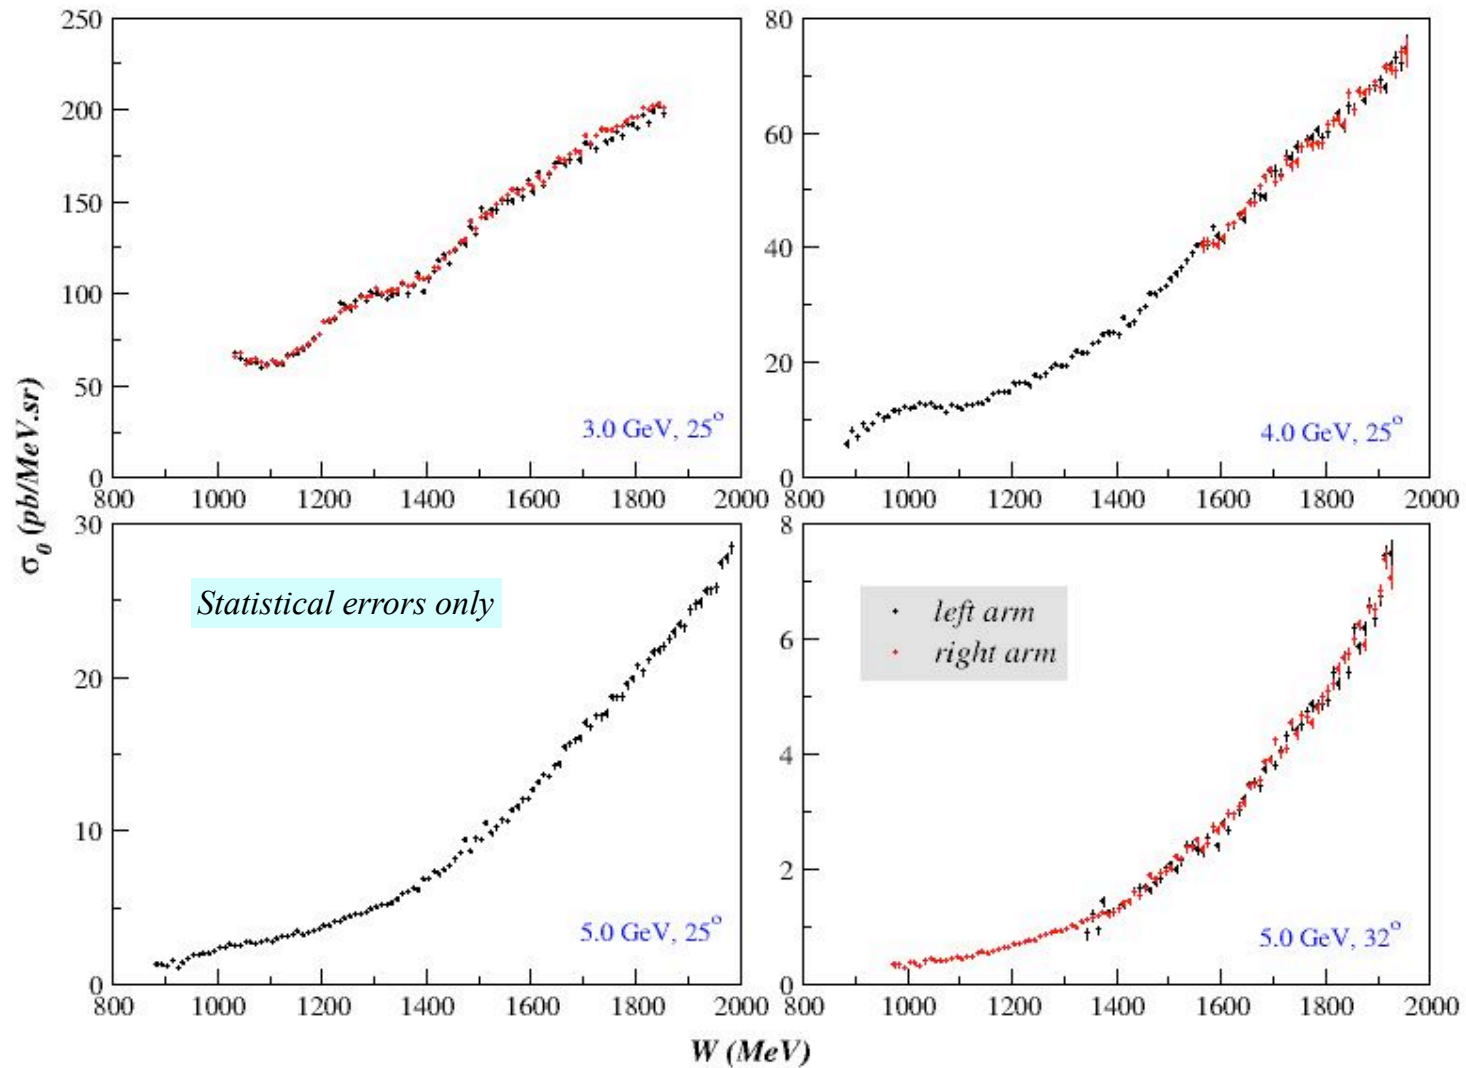 250
200
150
100
50
0
800 1000 1200 1400 1600 1800 2000
3.0 GeV, 25°
80
60
40
20
0
800 1000 1200 1400 1600 1800 2000
4.0 GeV, 25°
σ₀ (pb/MeV.sr)
30
20
10
0
800 1000 1200 1400 1600 1800 2000
Statistical errors only
5.0 GeV, 25°
8
6
4
2
0
800 1000 1200 1400 1600 1800 2000
left arm
right arm
5.0 GeV, 32°
W (MeV)